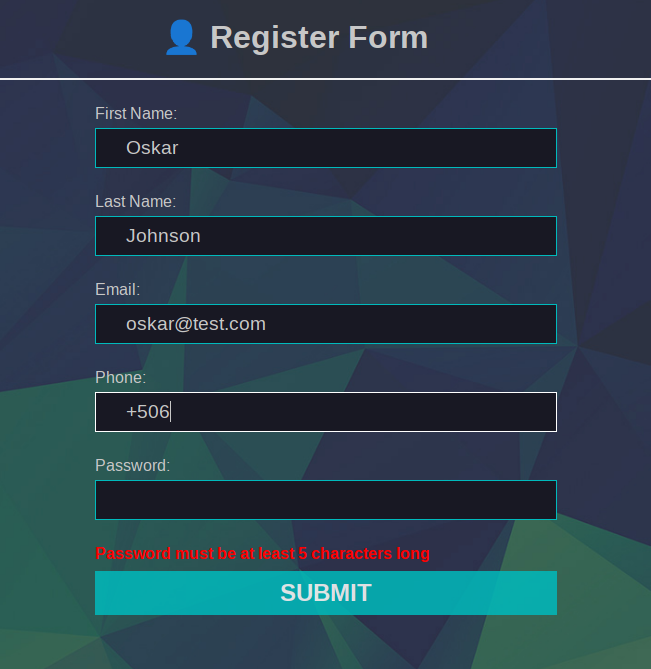 Register Form
First Name:
Oskar
Last Name:
Johnson
Email:
oskar@test.com
Phone:
+506
Password:
Password must be at least 5 characters long
SUBMIT